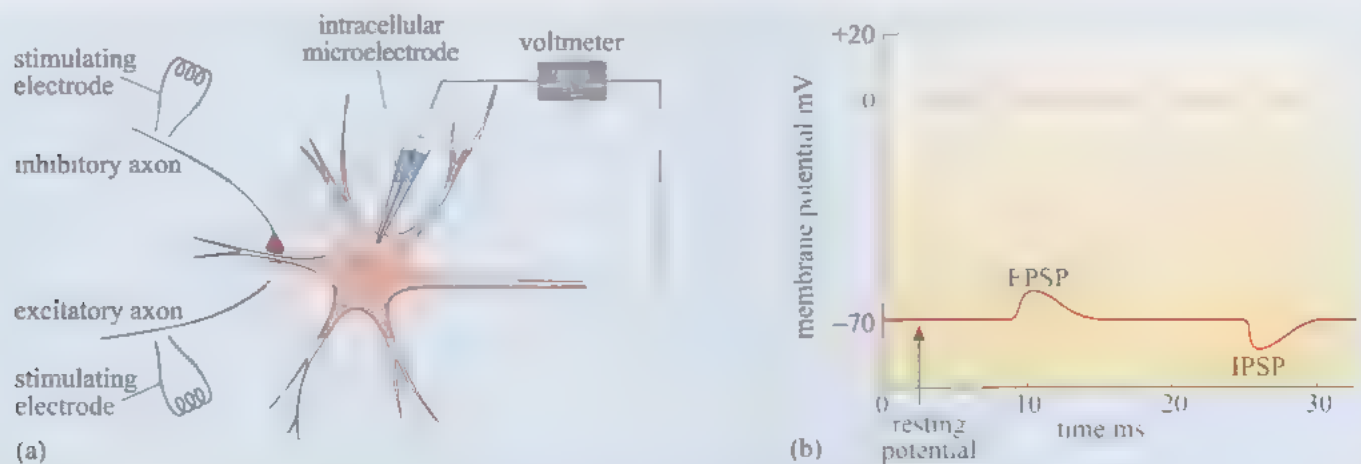 stimulating
electrode
inhibitory axon
excitatory axon
stimulating
electrode
(a)
intracellular
microelectrode
voltmeter
membrane potential mV
+20
0
–70
EPSP
IPSP
0
10
20
30
resting
potential
time ms
(b)